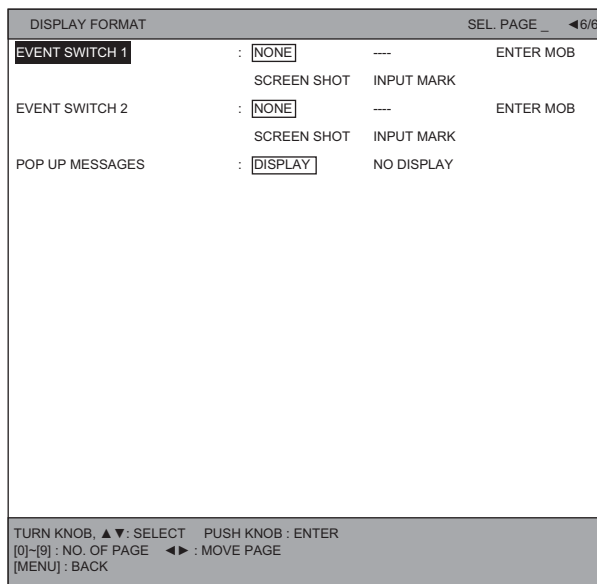 DISPLAY FORMAT SEL. PAGE _ ◄6/6
EVENT SWITCH 1 : NONE ---- ENTER MOB
SCREEN SHOT INPUT MARK
EVENT SWITCH 2 : NONE ---- ENTER MOB
SCREEN SHOT INPUT MARK
POP UP MESSAGES : DISPLAY NO DISPLAY
TURN KNOB, ▲▼: SELECT PUSH KNOB : ENTER
[0]~[9] : NO. OF PAGE ◄► : MOVE PAGE
[MENU] : BACK